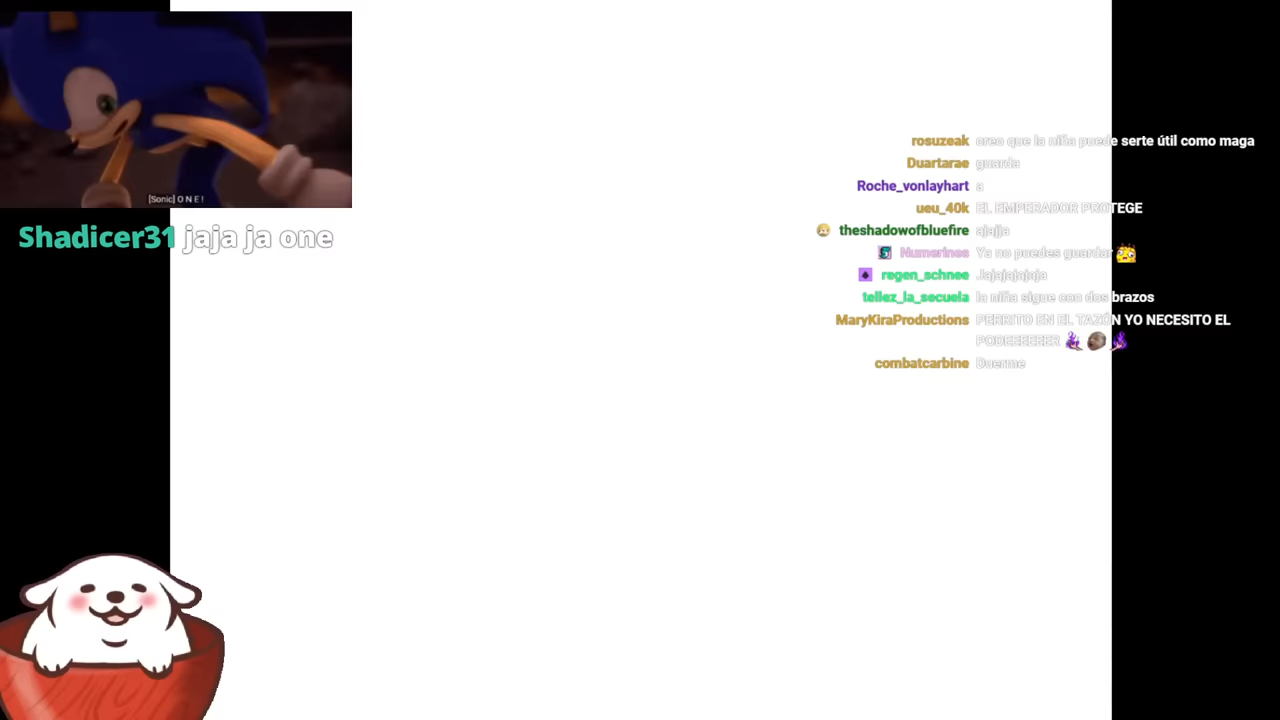 [Sonic] O N E !
Shadicer31 jaja ja one
rosuzeak creo que la niña puede serte útil como maga
Duartarae guarda
Roche_vonlayhart a
ueu_40k EL EMPERADOR PROTEGE
theshadowofbluefire ajajja
Numerines Ya no puedes guardar
regen_schnee Jajajajajaja
tellez_la_secuela la niña sigue con dos brazos
MaryKiraProductions PERRITO EN EL TAZÓN YO NECESITO EL
PODEEEEEER
combatcarbine Duerme